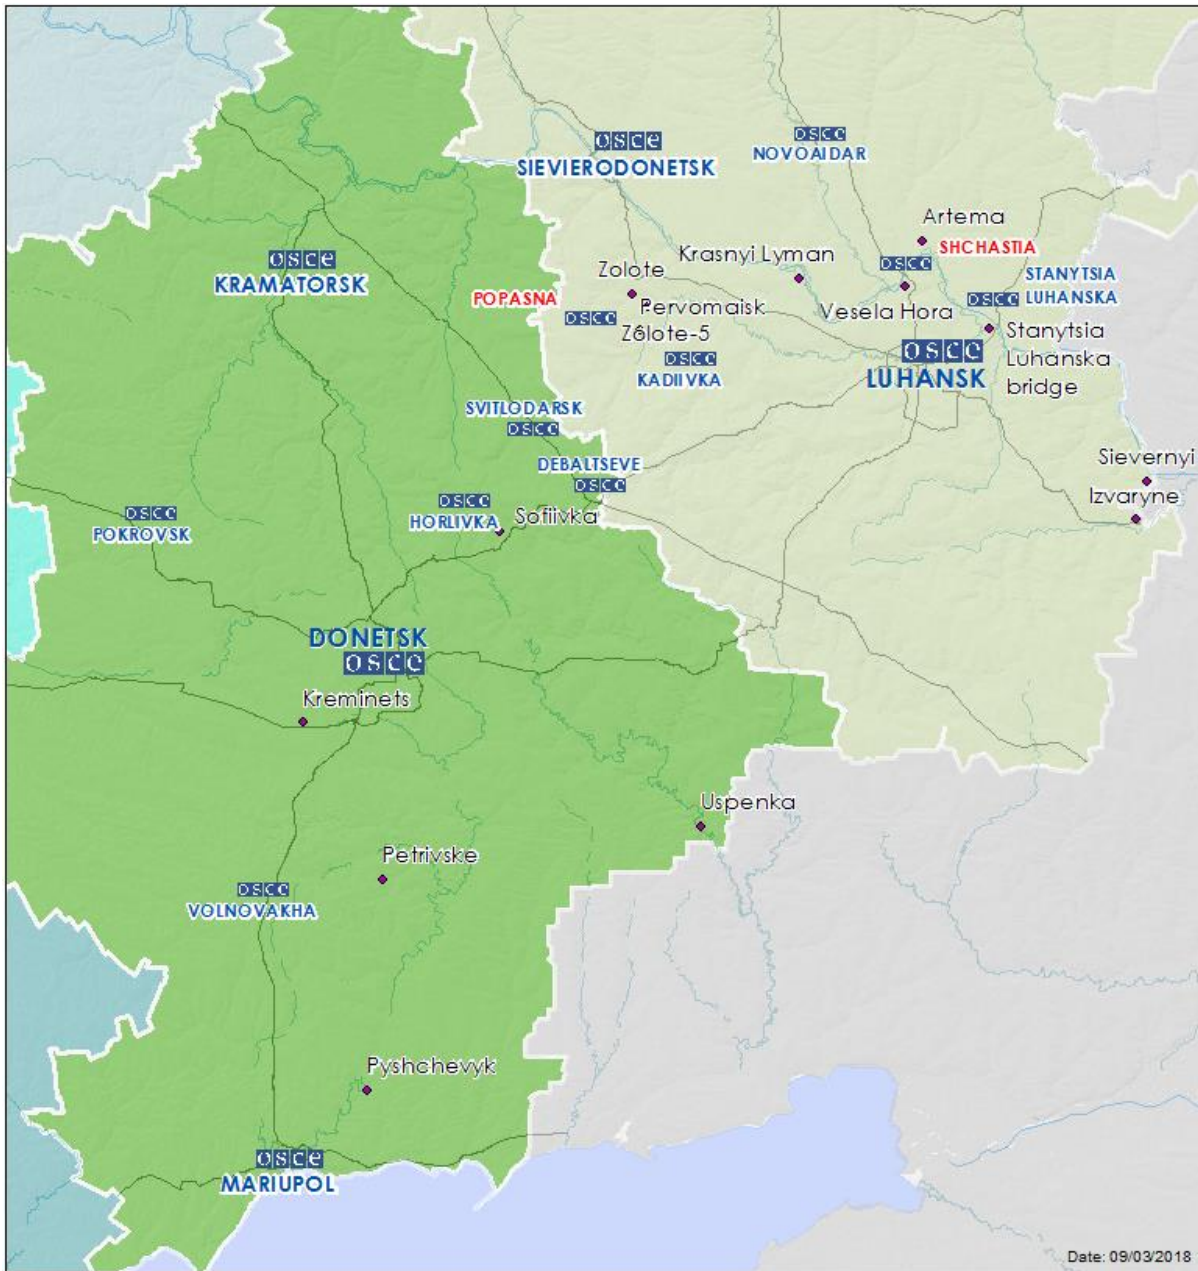 osce
SIEVIERODONETSK
osce
NOVOAIDAR
Artema
SHCHASTIA
osce
KRAMATORSK
Krasnyi Lyman
osce
STANYTSIA
LUHANSKA
osce
Zolote
POPASNA
Pervomaisk
osce
Zolote-5
Vesela Hora
Stanytsia
Luhanska
bridge
osce
LUHANSK
osce
KADIIVKA
SVITLODARSK
osce
DEBALTSEVE
osce
Sievernyi
Izvaryne
osce
HORLIVKA
Sofiivka
osce
POKROVSK
DONETSK
osce
Kreminets
Uspenka
Petrivske
osce
VOLNOVAKHA
Pyshchevyk
osce
MARIUPOL
Date: 09/03/2018